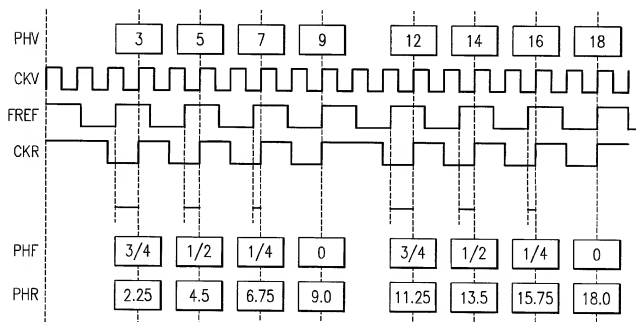 PHV 3 5 7 9 12 14 16 18
CKV
FREF
CKR
PHF 3/4 1/2 1/4 0 3/4 1/2 1/4 0
PHR 2.25 4.5 6.75 9.0 11.25 13.5 15.75 18.0